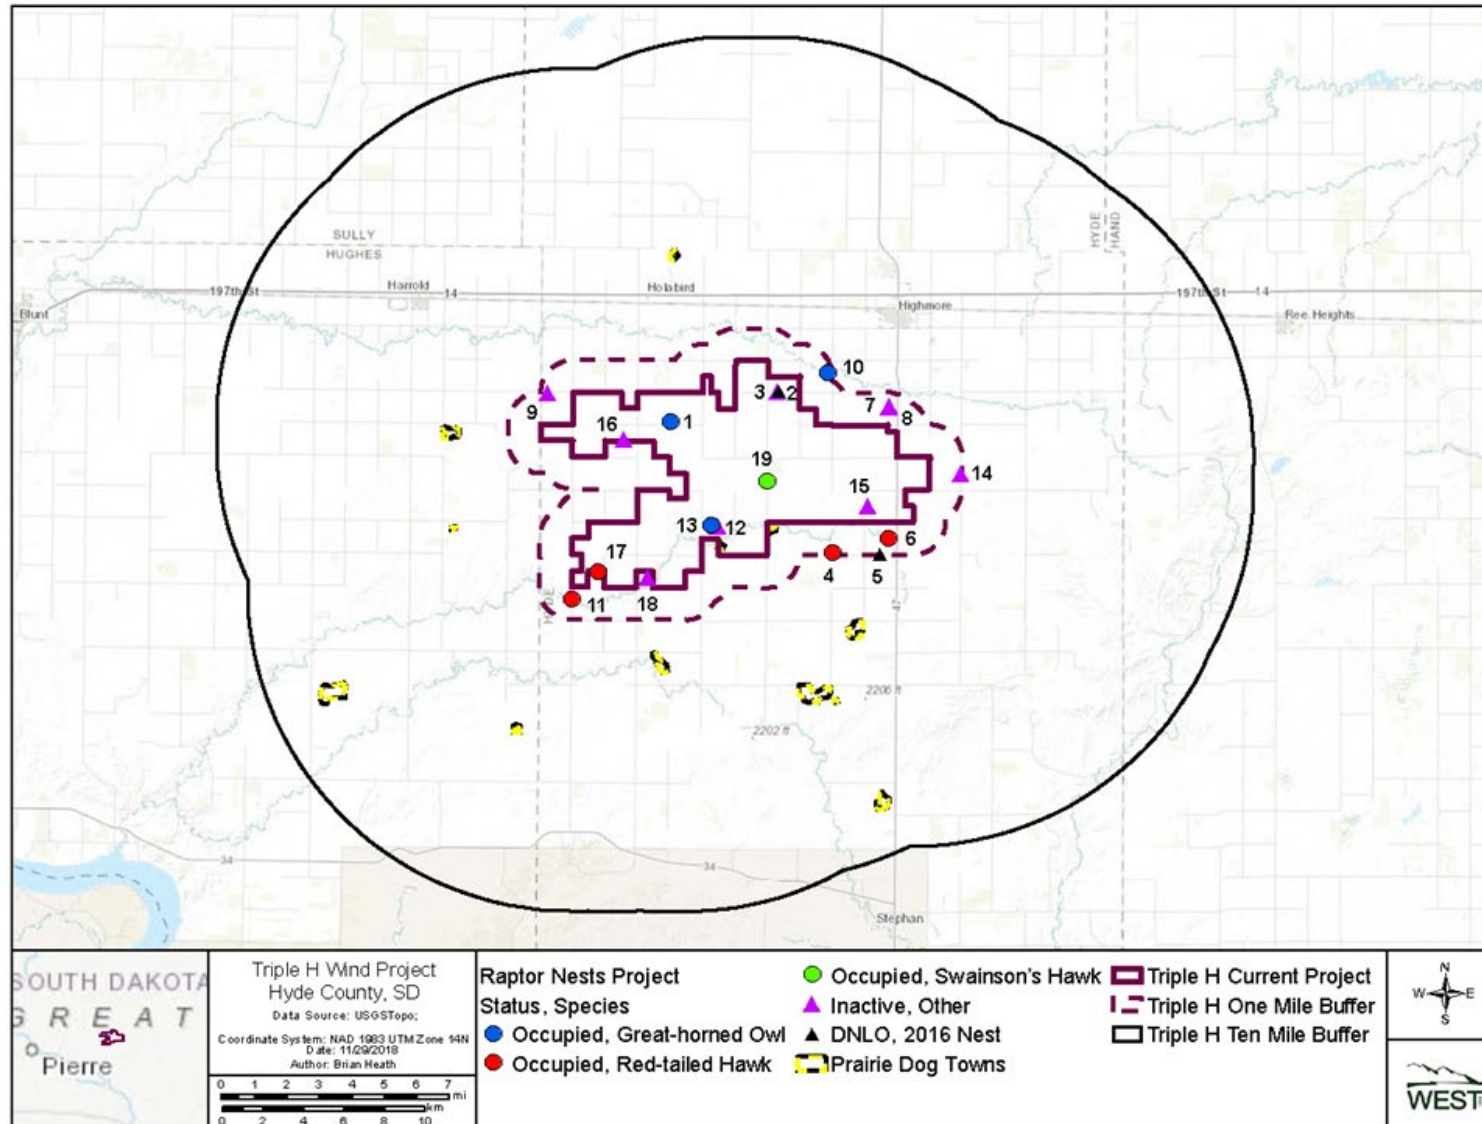 SULLY
HUGHES
HYDE
HAND
197th St
Harrold
14
Holabird
197th St
14
Blunt
Highmore
Ree Heights
10
3
2
7
8
9
16
1
19
14
15
13
12
6
17
4
5
11
18
HYDE
47
2206 ft
2202 ft
34
34
Stephan
SOUTH DAKOTA
G R E A T
Pierre
Triple H Wind Project
Hyde County, SD
Data Source: USGSTopo;
Coordinate System: NAD 1983 UTM Zone 14N
Date: 11/29/2018
Author: Brian Heath
0 1 2 3 4 5 6 7
mi
km
0 2 4 6 8 10
Raptor Nests Project
Status, Species
Occupied, Great-horned Owl
Occupied, Red-tailed Hawk
Occupied, Swainson's Hawk
Inactive, Other
DNLO, 2016 Nest
Prairie Dog Towns
Triple H Current Project
Triple H One Mile Buffer
Triple H Ten Mile Buffer
N
W E
S
WEST